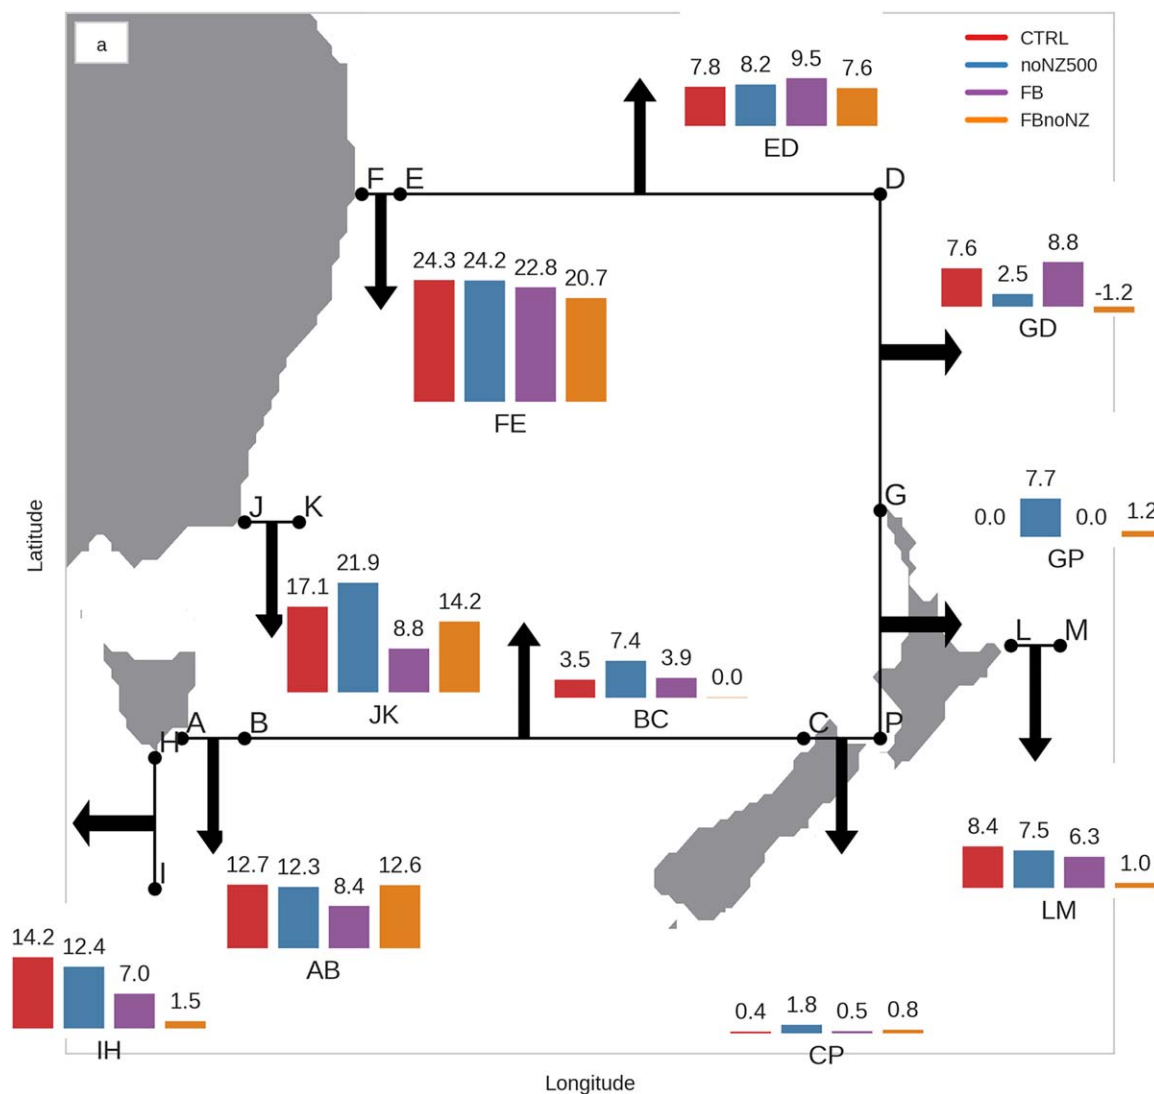 a
CTRL
noNZ500
FB
FBnoNZ
7.8 8.2 9.5 7.6
ED
F E D
24.3 24.2 22.8 20.7
FE
7.6 2.5 8.8 -1.2
GD
G
0.0 7.7 0.0 1.2
GP
J K
17.1 21.9 8.8 14.2
JK
3.5 7.4 3.9 0.0
BC
L M
H A B C P
I
12.7 12.3 8.4 12.6
AB
8.4 7.5 6.3 1.0
LM
14.2 12.4 7.0 1.5
IH
0.4 1.8 0.5 0.8
CP
Latitude
Longitude